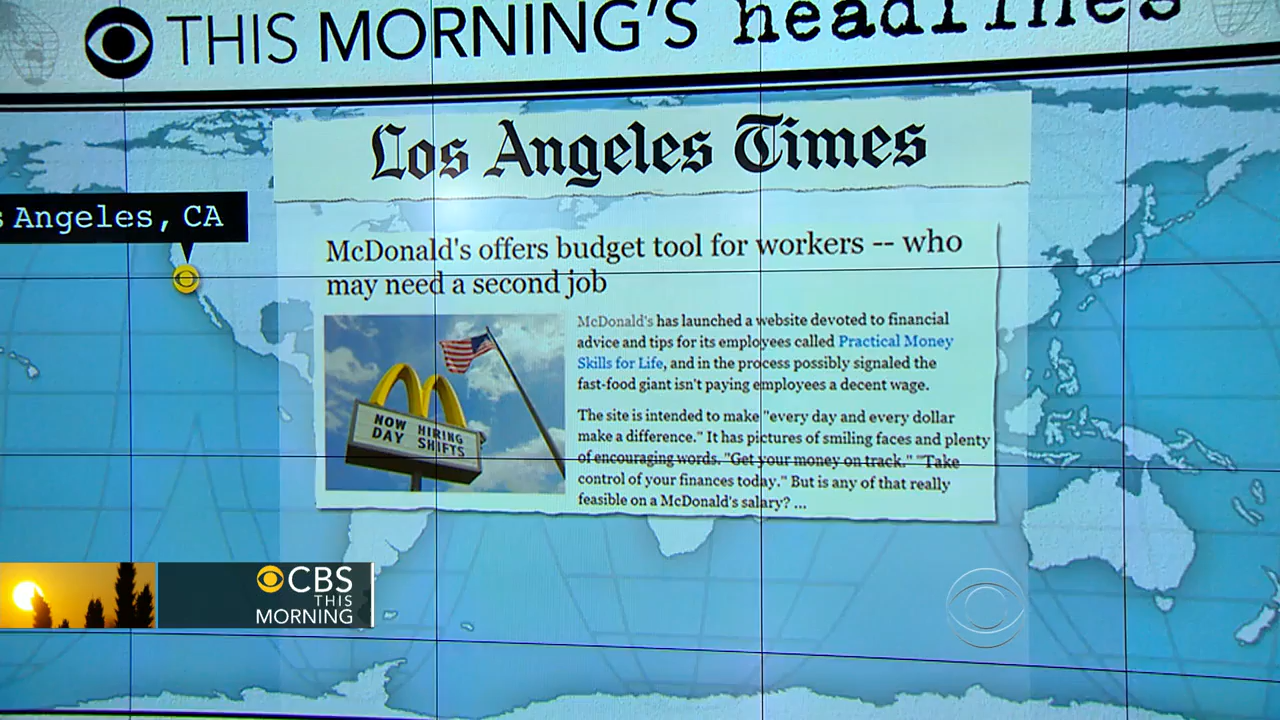 THIS MORNING'S headlines
Los Angeles Times
Angeles, CA
McDonald's offers budget tool for workers -- who
may need a second job
McDonald's has launched a website devoted to financial
advice and tips for its employees called Practical Money
Skills for Life, and in the process possibly signaled the
fast-food giant isn't paying employees a decent wage.
NOW HIRING
DAY SHIFTS
The site is intended to make "every day and every dollar
make a difference." It has pictures of smiling faces and plenty
of encouraging words. "Get your money on track." "Take
control of your finances today." But is any of that really
feasible on a McDonald's salary? ...
CBS
THIS
MORNING